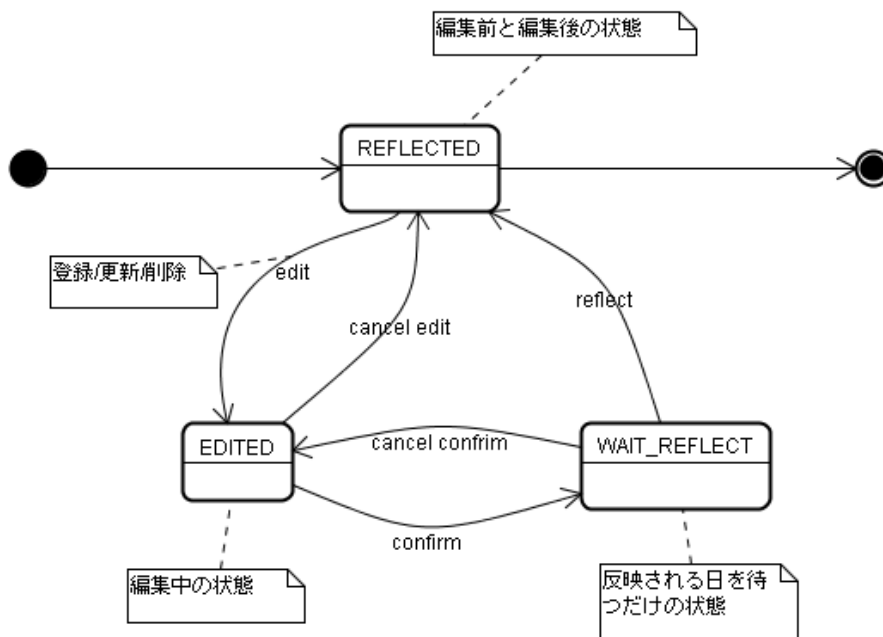 編集前と編集後の状態
REFLECTED
登録/更新/削除
edit
cancel edit
reflect
EDITED
cancel confrim
WAIT_REFLECT
confirm
編集中の状態
反映される日を待
つだけの状態